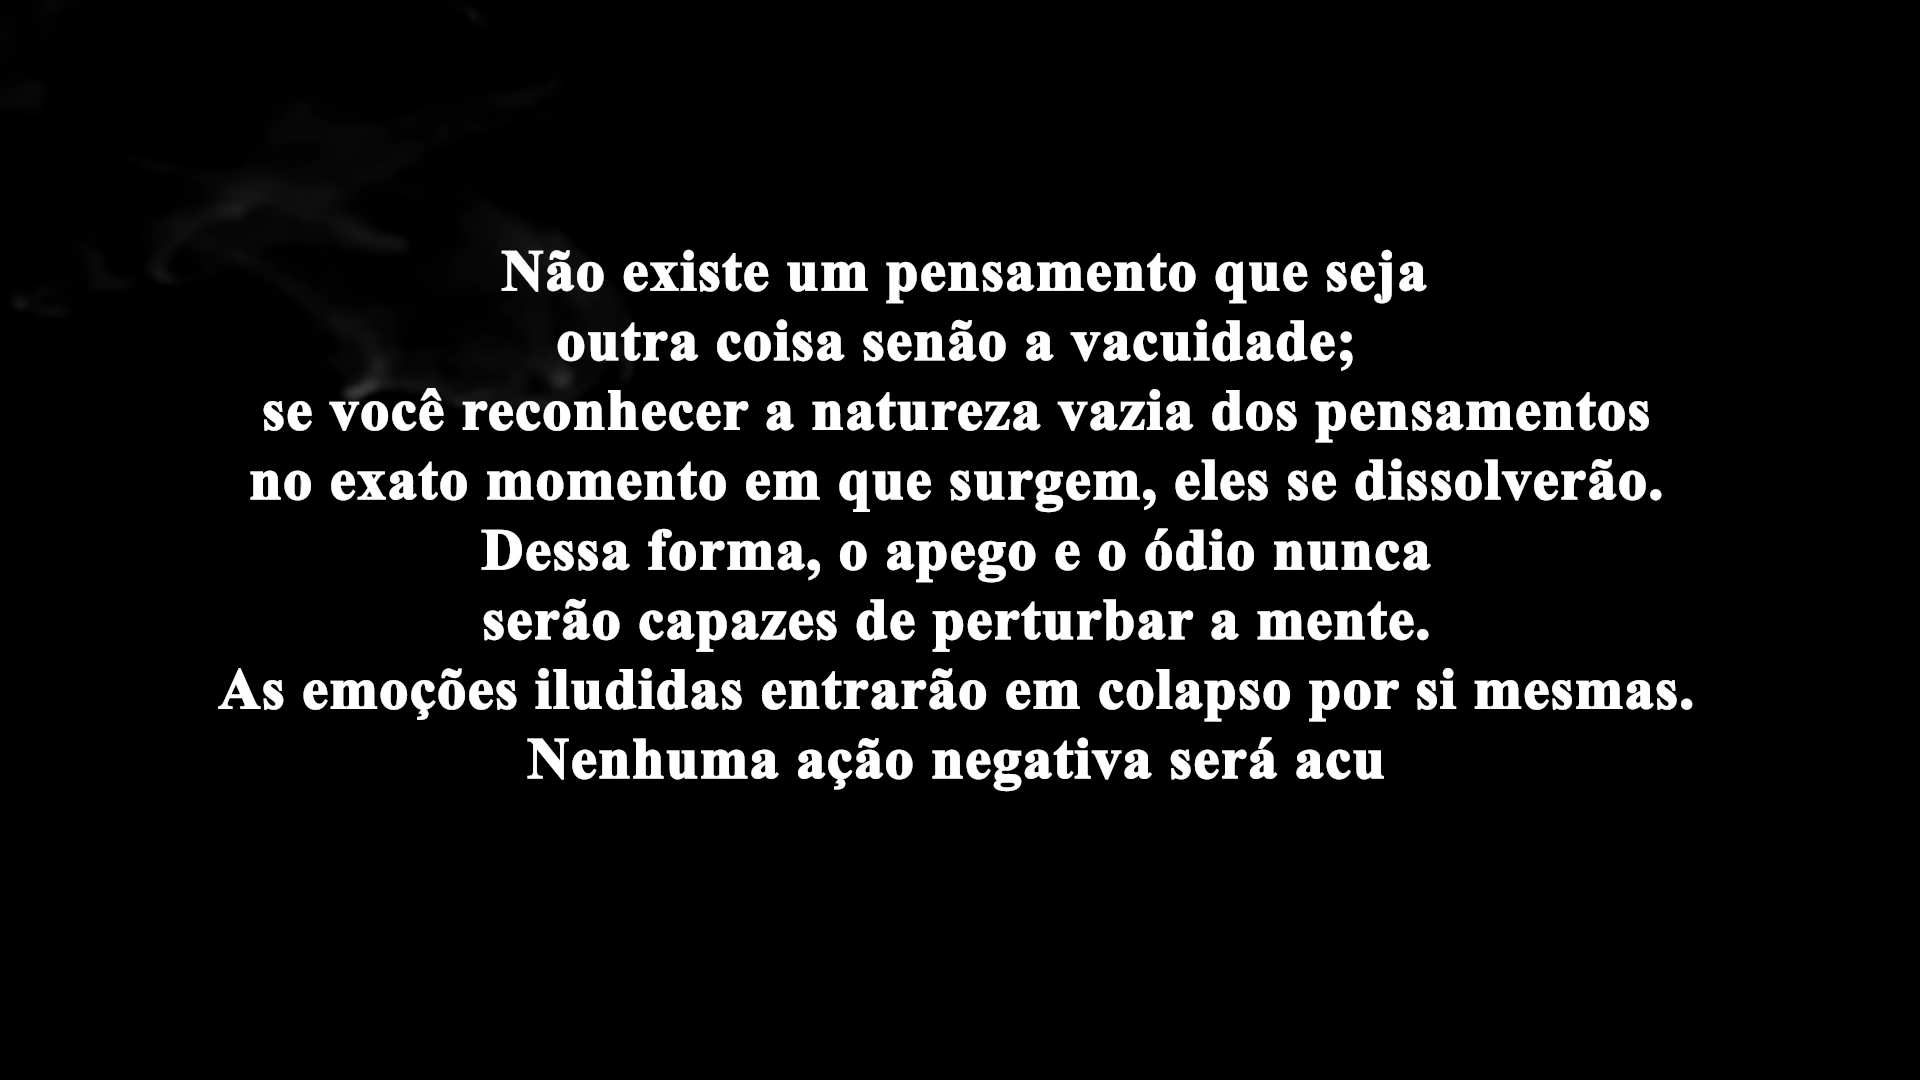 Não existe um pensamento que seja
outra coisa senão a vacuidade;
se você reconhecer a natureza vazia dos pensamentos
no exato momento em que surgem, eles se dissolverão.
Dessa forma, o apego e o ódio nunca
serão capazes de perturbar a mente.
As emoções iludidas entrarão em colapso por si mesmas.
Nenhuma ação negativa será acu